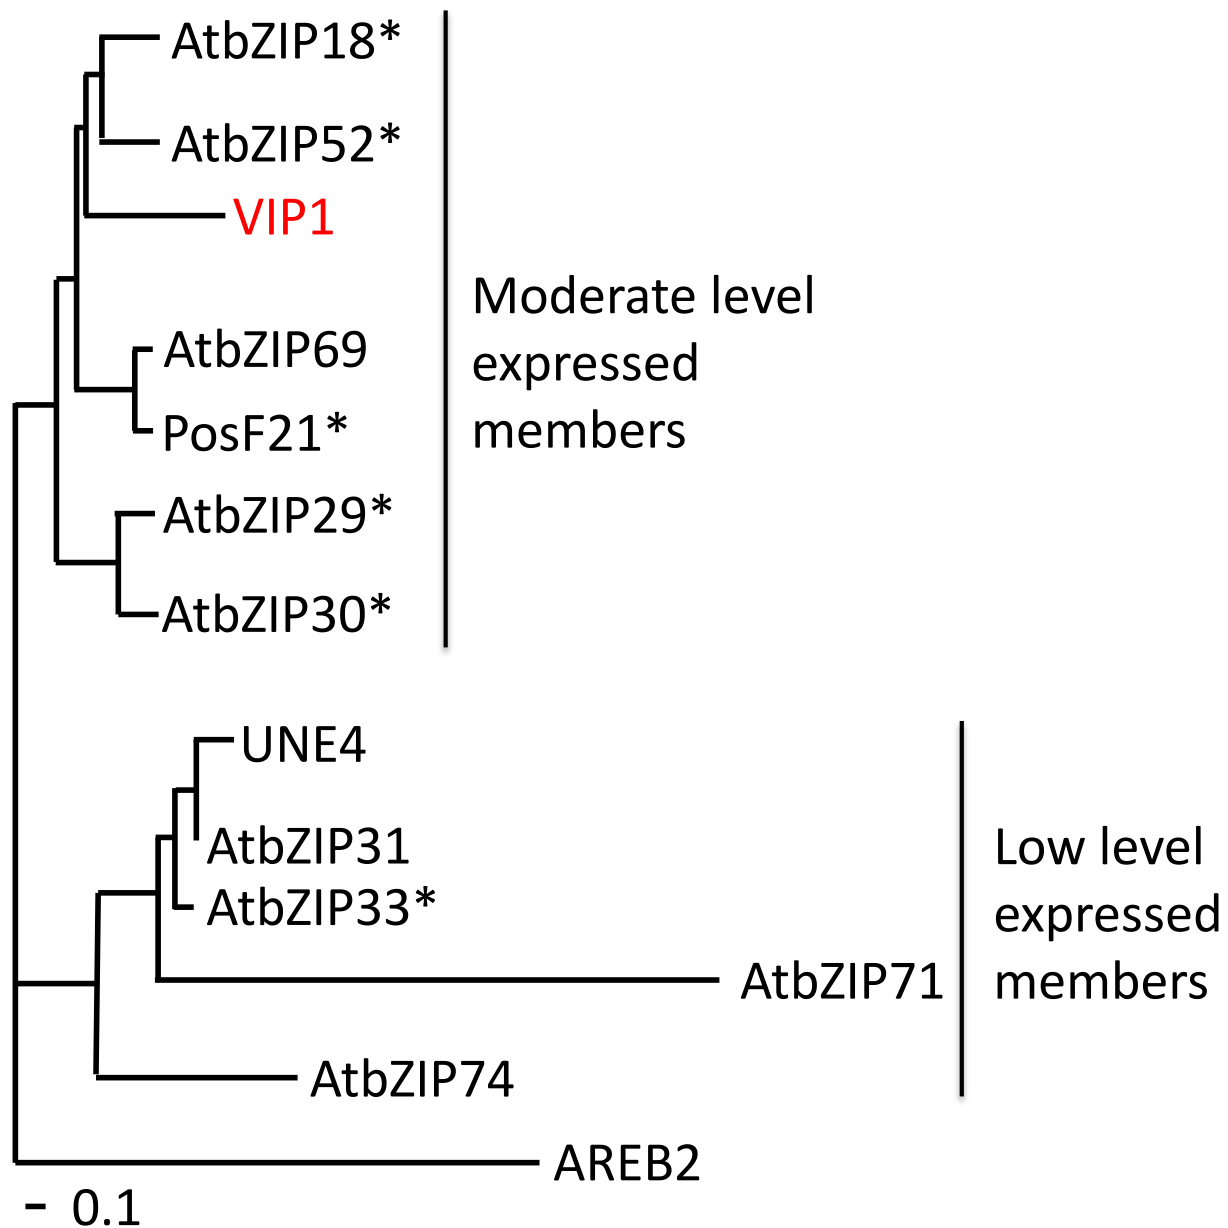 AtbZIP18*
AtbZIP52*
VIP1
Moderate level
expressed
members
AtbZIP69
PosF21*
AtbZIP29*
AtbZIP30*
UNE4
AtbZIP31
AtbZIP33*
AtbZIP71
AtbZIP74
Low level
expressed
members
AREB2
0.1